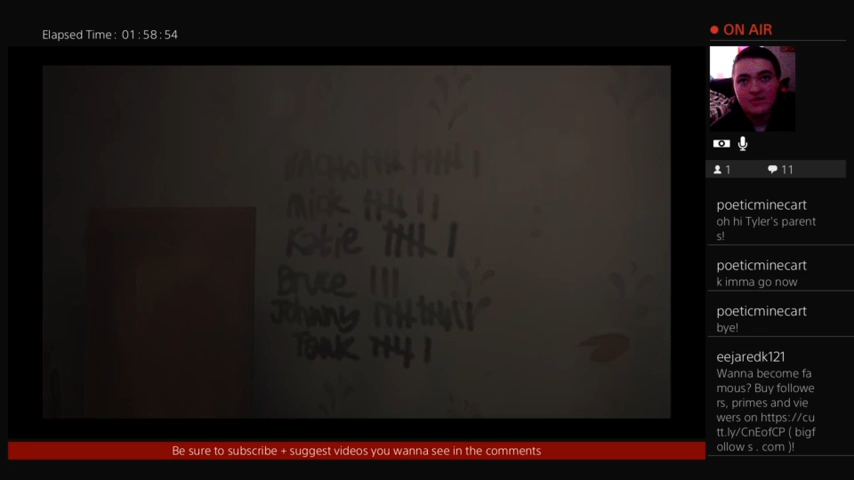 Elapsed Time: 01:58:54
ON AIR
1 11
Mick
Katie
Bruce
Johnny
Tank
poeticminecart
oh hi Tyler's parent
s!
poeticminecart
k imma go now
poeticminecart
bye!
eejaredk121
Wanna become fa
mous? Buy followe
rs, primes and vie
wers on https://cu
tt.ly/CnEofCP ( bigf
ollow s . com )!
Be sure to subscribe + suggest videos you wanna see in the comments